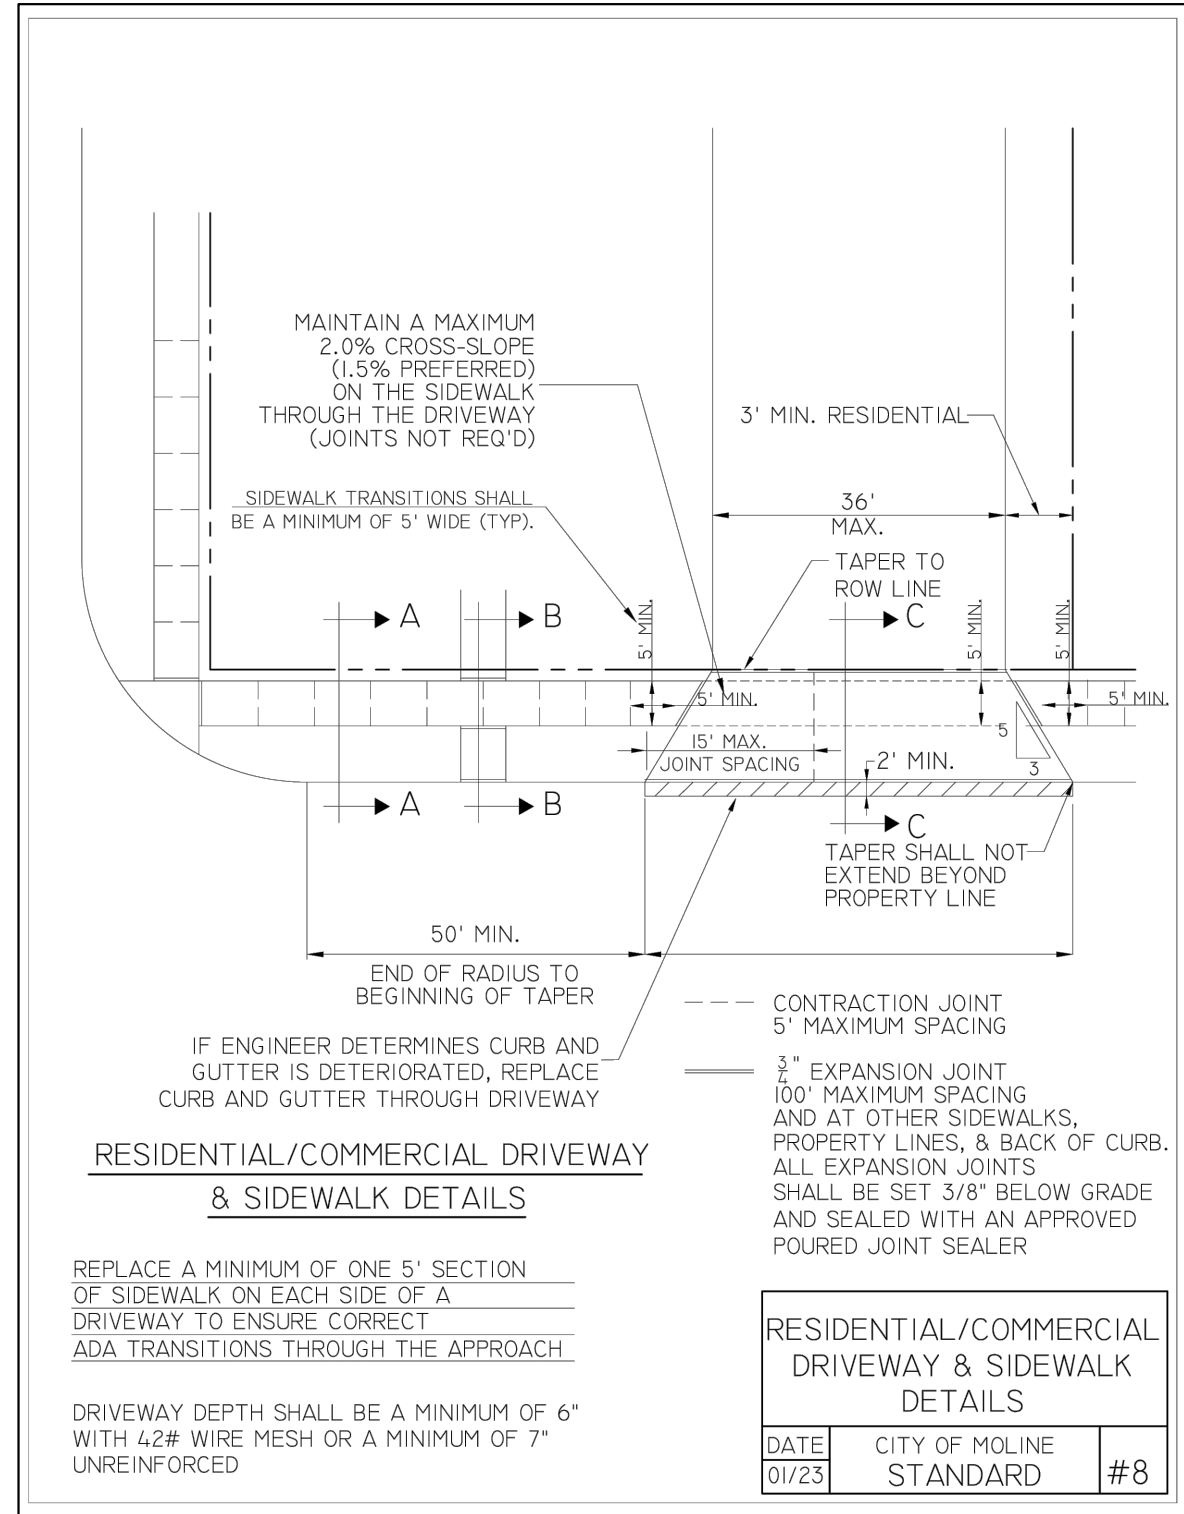 MAINTAIN A MAXIMUM
2.0% CROSS-SLOPE
(1.5% PREFERRED)
ON THE SIDEWALK
THROUGH THE DRIVEWAY
(JOINTS NOT REQ'D)
3' MIN. RESIDENTIAL
SIDEWALK TRANSITIONS SHALL
BE A MINIMUM OF 5' WIDE (TYP).
36'
MAX.
TAPER TO
ROW LINE
A
B
C
5' MIN.
5' MIN.
5' MIN.
5' MIN.
5' MIN.
15' MAX.
JOINT SPACING
2' MIN.
5
3
A
B
C
TAPER SHALL NOT
EXTEND BEYOND
PROPERTY LINE
50' MIN.
END OF RADIUS TO
BEGINNING OF TAPER
IF ENGINEER DETERMINES CURB AND
GUTTER IS DETERIORATED, REPLACE
CURB AND GUTTER THROUGH DRIVEWAY
CONTRACTION JOINT
5' MAXIMUM SPACING
3/4" EXPANSION JOINT
100' MAXIMUM SPACING
AND AT OTHER SIDEWALKS,
PROPERTY LINES, & BACK OF CURB.
ALL EXPANSION JOINTS
SHALL BE SET 3/8" BELOW GRADE
AND SEALED WITH AN APPROVED
POURED JOINT SEALER
RESIDENTIAL/COMMERCIAL DRIVEWAY
& SIDEWALK DETAILS
REPLACE A MINIMUM OF ONE 5' SECTION
OF SIDEWALK ON EACH SIDE OF A
DRIVEWAY TO ENSURE CORRECT
ADA TRANSITIONS THROUGH THE APPROACH
DRIVEWAY DEPTH SHALL BE A MINIMUM OF 6"
WITH 42# WIRE MESH OR A MINIMUM OF 7"
UNREINFORCED
RESIDENTIAL/COMMERCIAL
DRIVEWAY & SIDEWALK
DETAILS
DATE
01/23
CITY OF MOLINE
STANDARD
#8